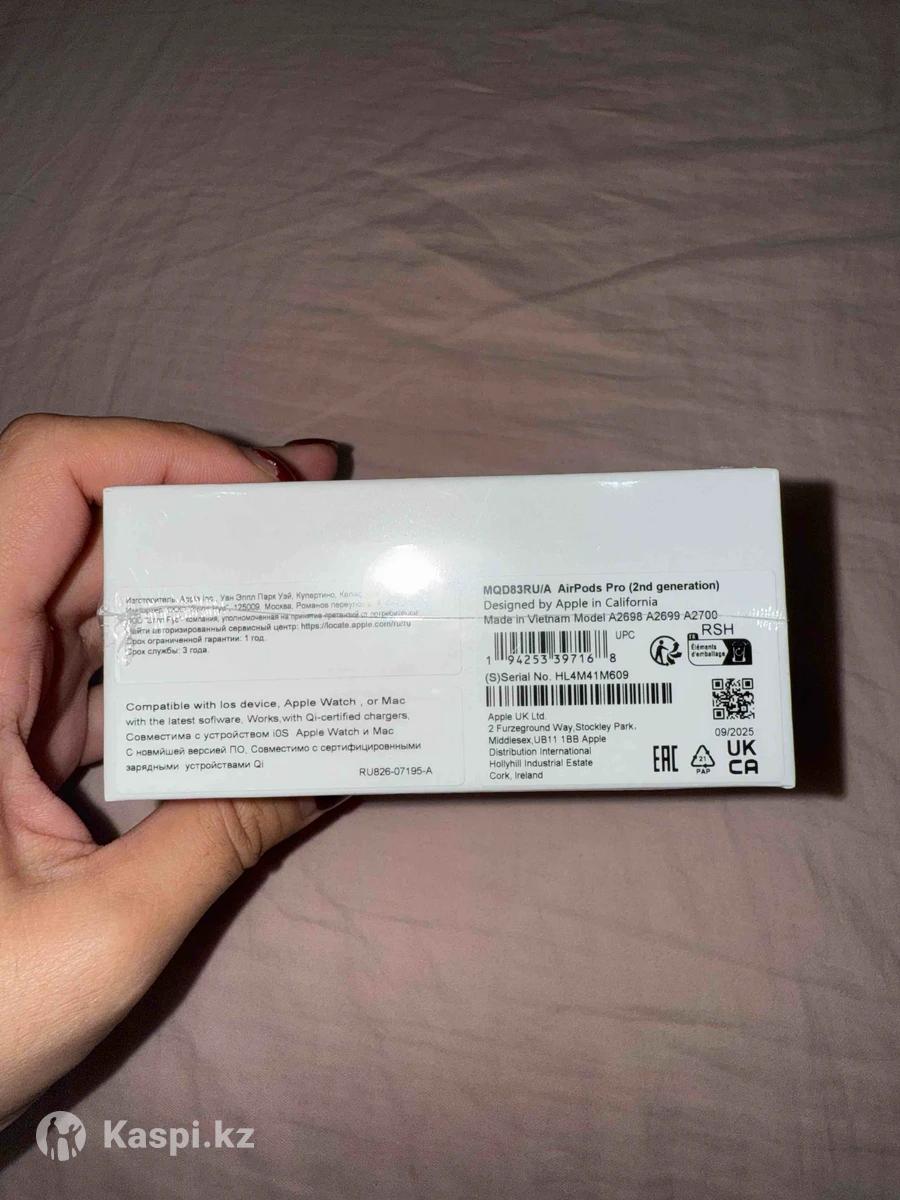 Изготовитель: Apple Inc., Уан Эппл Парк Уэй, Купертино,
125009, Москва, Романов
компания, уполномоченная на принятие претензий от потребителей
Найти авторизированный сервисный центр: https://locate.apple.com/ru/ru
Срок ограниченной гарантии: 1 год.
Срок службы: 3 года.
Compatible with Ios device, Apple Watch , or Mac
with the latest sofware, Works,with Qi-certified chargers,
Совместима с устройством iOS Apple Watch и Mac
С новмйшей версией ПО, Совместимо с сертифицировнными
зарядными устройствами Qi
RU826-07195-A
MQD83RU/A AirPods Pro (2nd generation)
Designed by Apple in California
Made in Vietnam Model A2698 A2699 A2700
UPC
RSH
1 94253 39716 8
FR
Éléments
d'emballage
(S)Serial No. HL4M41M609
Apple UK Ltd.
2 Furzeground Way,Stockley Park,
Middlesex,UB11 1BB Apple
Distribution International
Hollyhill Industrial Estate
Cork, Ireland
09/2025
EAC
21
PAP
UK
CA
Kaspi.kz